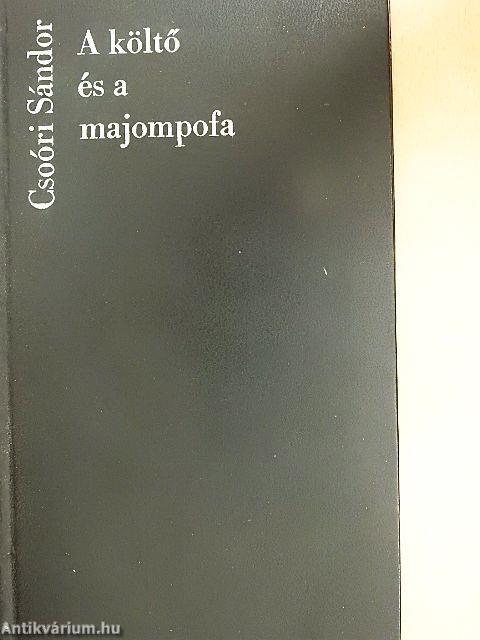 Csoóri Sándor
A költő
és a
majompofa
Antikvárium.hu